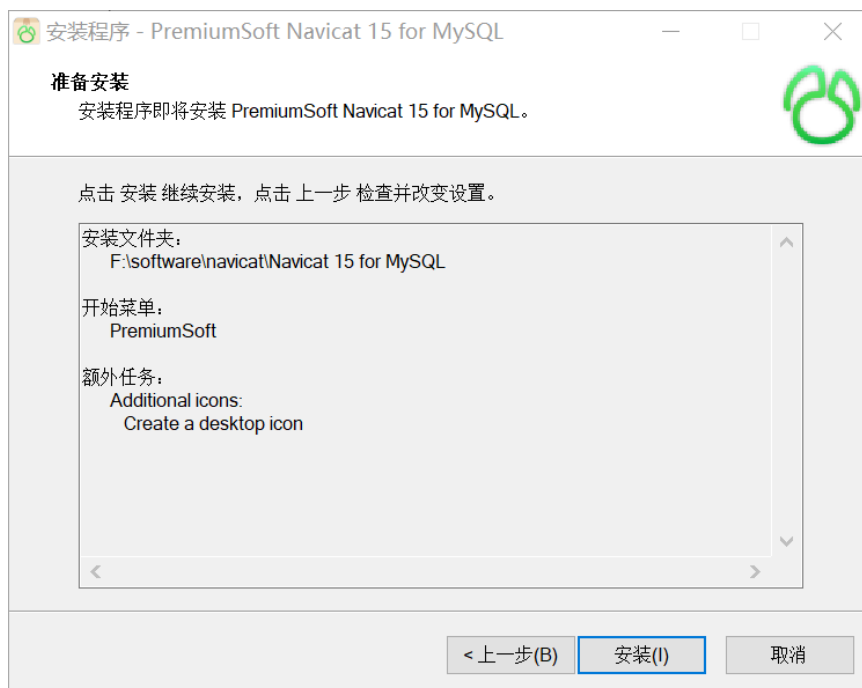 安装程序 - PremiumSoft Navicat 15 for MySQL
准备安装
安装程序即将安装 PremiumSoft Navicat 15 for MySQL。
点击 安装 继续安装，点击 上一步 检查并改变设置。
安装文件夹：
F:\software\navicat\Navicat 15 for MySQL
开始菜单：
PremiumSoft
额外任务：
Additional icons:
Create a desktop icon
< 上一步(B) 安装(I) 取消